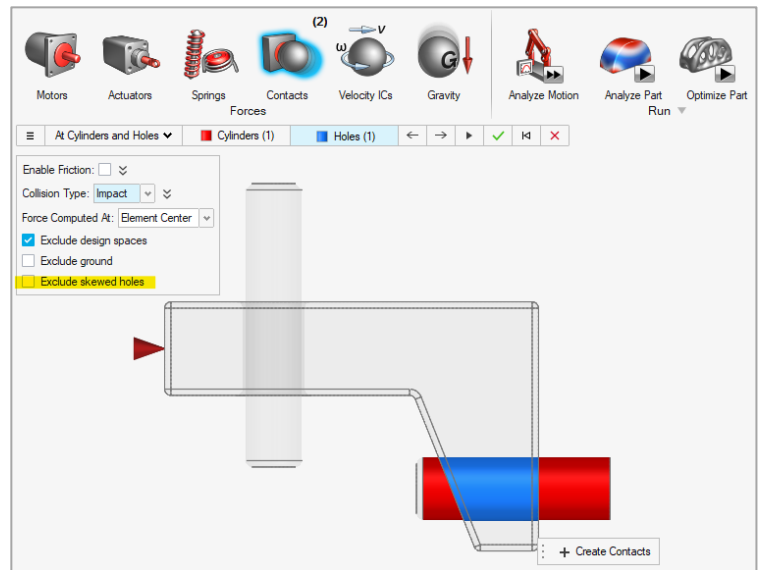 (2)
V
ω
G
Motors Actuators Springs Contacts Velocity ICs Gravity Analyze Motion Analyze Part Optimize Part
Forces Run
At Cylinders and Holes Cylinders (1) Holes (1)
Enable Friction:
Collision Type: Impact
Force Computed At: Element Center
Exclude design spaces
Exclude ground
Exclude skewed holes
+ Create Contacts